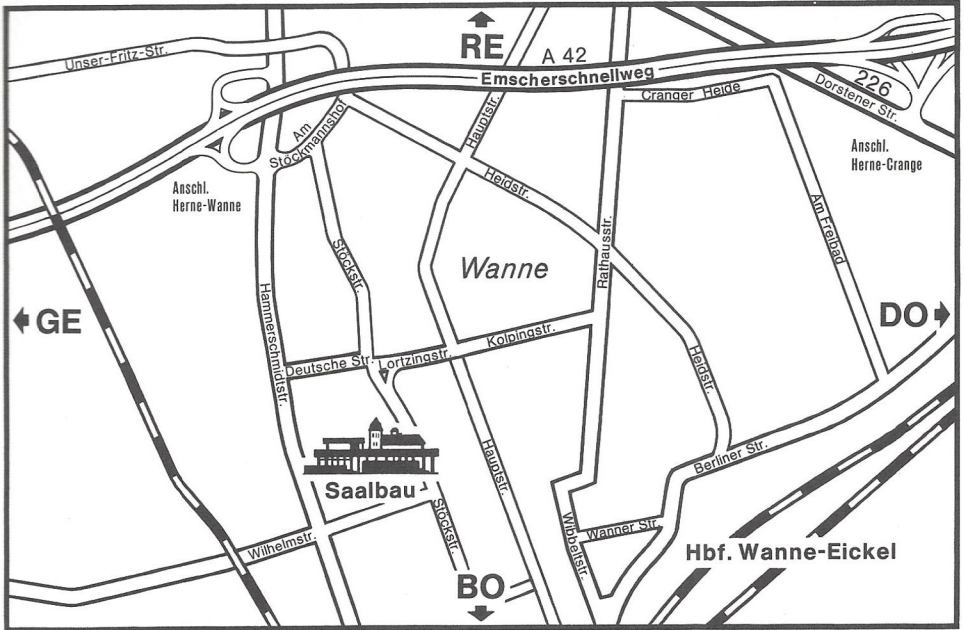 RE
A 42
Emscherschnellweg
Unser-Fritz-Str.
Hauptstr.
Cranger Heide
226
Dorstener Str.
Am
Stöckmannshof
Anschl.
Herne-Wanne
Anschl.
Herne-Crange
Heidstr.
Rathausstr.
Am Freibad
Stöckstr.
Wanne
GE
DO
Hammerschmidtstr.
Deutsche Str.
Lortzingstr.
Kolpingstr.
Heidstr.
Saalbau
Hauptstr.
Berliner Str.
Wilhelmstr.
Stöckstr.
Wibbeltstr.
Wanner Str.
Hbf. Wanne-Eickel
BO